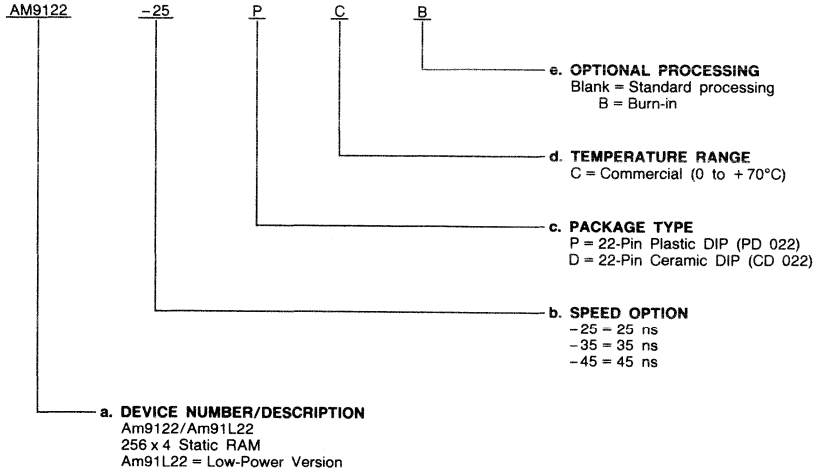 AM9122 -25 P C B
e. OPTIONAL PROCESSING
Blank = Standard processing
B = Burn-in
d. TEMPERATURE RANGE
C = Commercial (0 to +70°C)
c. PACKAGE TYPE
P = 22-Pin Plastic DIP (PD 022)
D = 22-Pin Ceramic DIP (CD 022)
b. SPEED OPTION
-25 = 25 ns
-35 = 35 ns
-45 = 45 ns
a. DEVICE NUMBER/DESCRIPTION
Am9122/Am91L22
256 x 4 Static RAM
Am91L22 = Low-Power Version